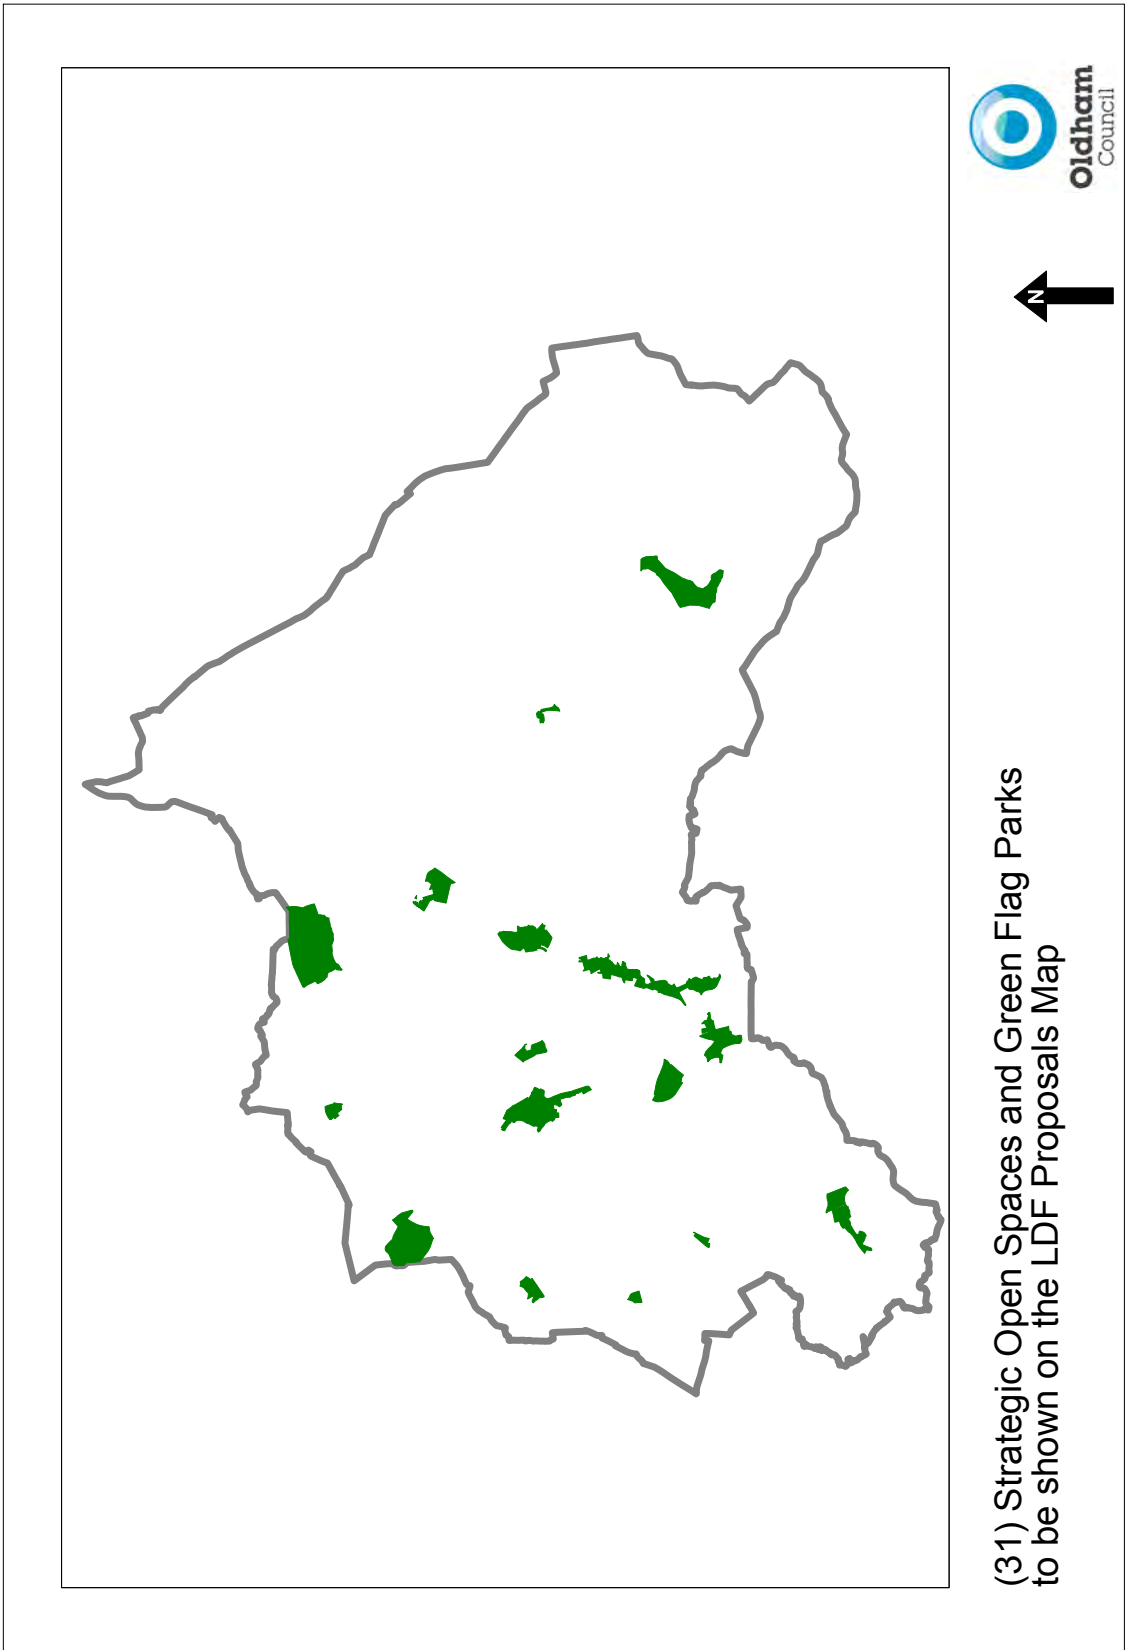 (31) Strategic Open Spaces and Green Flag Parks
to be shown on the LDF Proposals Map
N
Oldham
Council